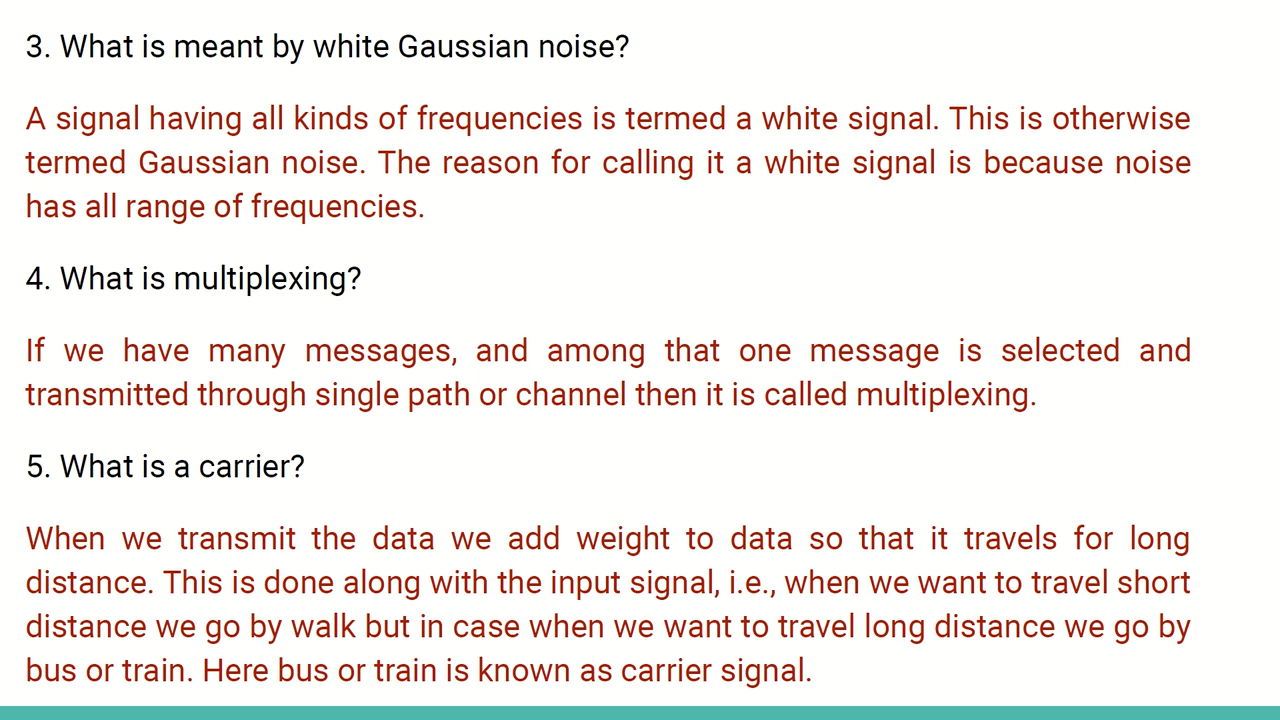 3. What is meant by white Gaussian noise?
A signal having all kinds of frequencies is termed a white signal. This is otherwise
termed Gaussian noise. The reason for calling it a white signal is because noise
has all range of frequencies.
4. What is multiplexing?
If we have many messages, and among that one message is selected and
transmitted through single path or channel then it is called multiplexing.
5. What is a carrier?
When we transmit the data we add weight to data so that it travels for long
distance. This is done along with the input signal, i.e., when we want to travel short
distance we go by walk but in case when we want to travel long distance we go by
bus or train. Here bus or train is known as carrier signal.